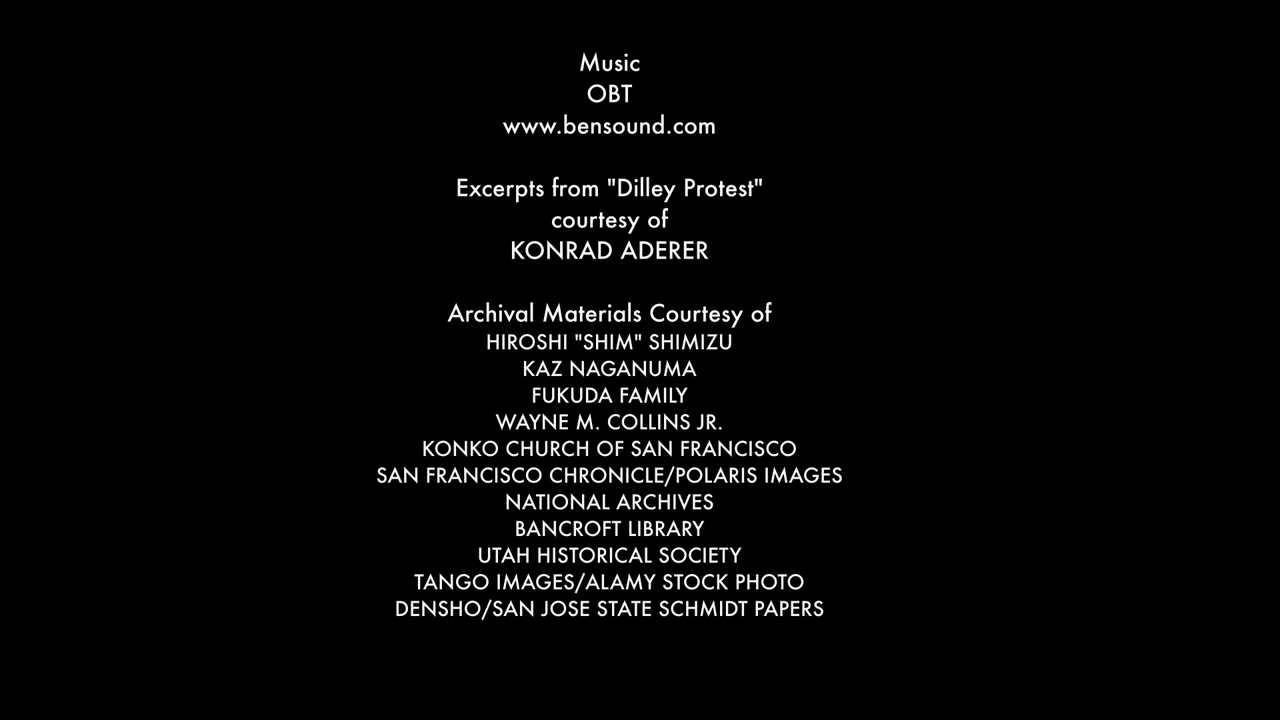 Music
OBT
www.bensound.com
Excerpts from "Dilley Protest"
courtesy of
KONRAD ADERER
Archival Materials Courtesy of
HIROSHI "SHIM" SHIMIZU
KAZ NAGANUMA
FUKUDA FAMILY
WAYNE M. COLLINS JR.
KONKO CHURCH OF SAN FRANCISCO
SAN FRANCISCO CHRONICLE/POLARIS IMAGES
NATIONAL ARCHIVES
BANCROFT LIBRARY
UTAH HISTORICAL SOCIETY
TANGO IMAGES/ALAMY STOCK PHOTO
DENSHO/SAN JOSE STATE SCHMIDT PAPERS